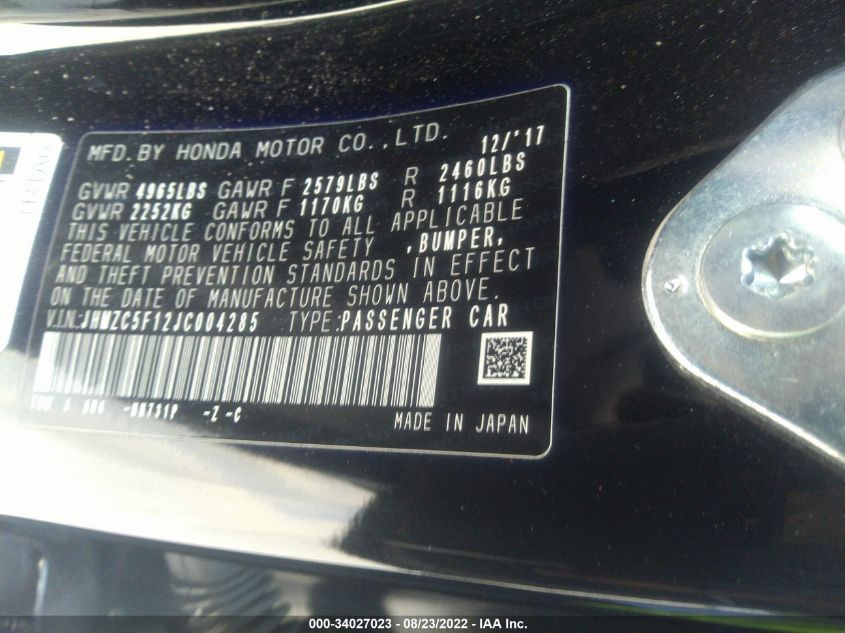 MFD. BY HONDA MOTOR CO.,LTD. 12/'17
GVWR 4965LBS GAWR F 2579LBS R 2460LBS
GVWR 2252KG GAWR F 1170KG R 1116KG
THIS VEHICLE CONFORMS TO ALL APPLICABLE
FEDERAL MOTOR VEHICLE SAFETY ,BUMPER,
AND THEFT PREVENTION STANDARDS IN EFFECT
ON THE DATE OF MANUFACTURE SHOWN ABOVE.
V.I.N:JHMZC5F12JC004285 TYPE:PASSENGER CAR
-NH731P -Z -C
MADE IN JAPAN
000-34027023 - 08/23/2022 - IAA Inc.